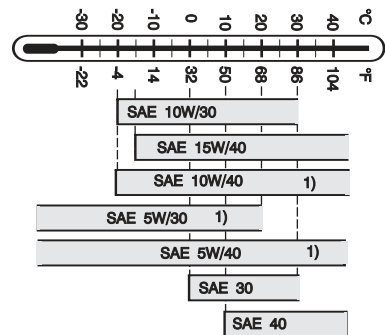 -30 -20 -10 0 10 20 30 40 °C
-22 -4 14 32 50 68 86 104 °F
SAE 10W/30
SAE 15W/40
SAE 10W/40 1)
SAE 5W/30 1)
SAE 5W/40 1)
SAE 30
SAE 40